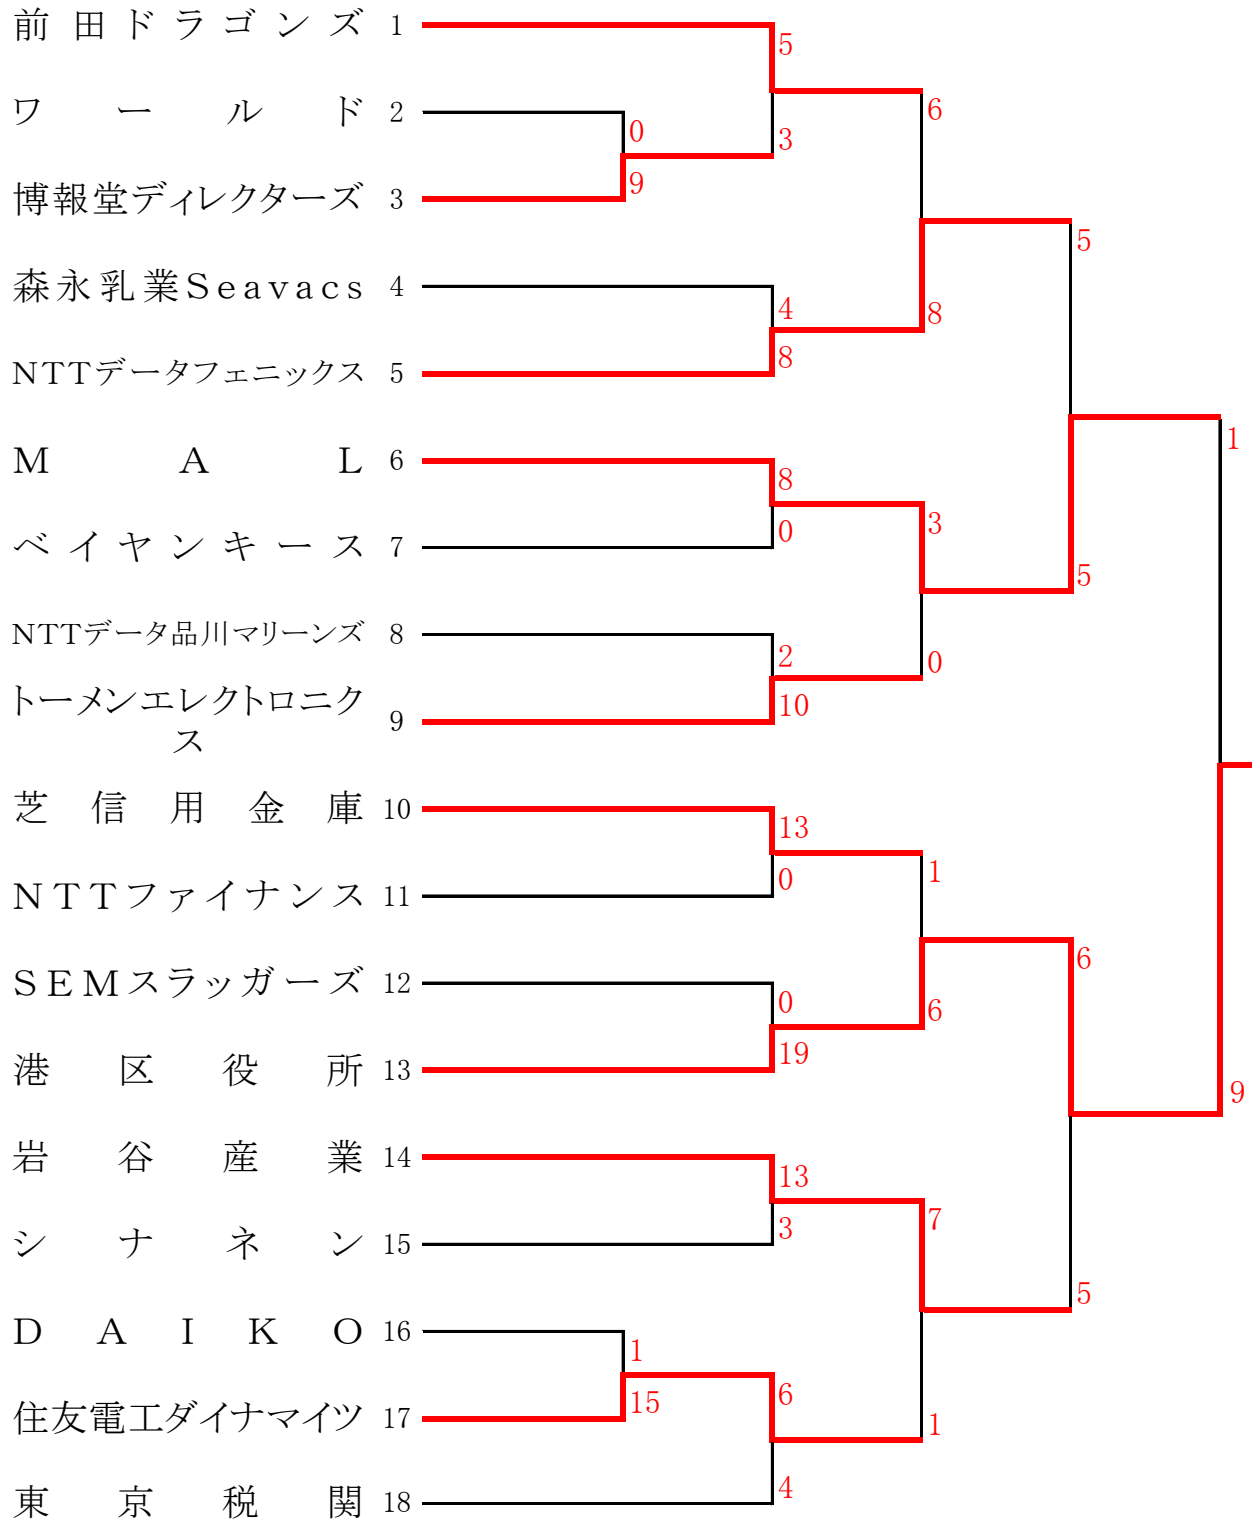 前田ドラゴンズ 1
5
ワールド 2
6
0
3
博報堂ディレクターズ 3
9
5
森永乳業Seavacs 4
4
8
NTTデータフェニックス 5
8
1
MAL 6
8
3
ベイヤンキース 7
0
5
NTTデータ品川マリーンズ 8
2
0
トーメンエレクトロニク
ス
9
10
芝信用金庫 10
13
1
NTTファイナンス 11
0
6
SEMスラッガーズ 12
0
6
港区役所 13
19
9
岩谷産業 14
13
7
シナネン 15
3
5
DAIKO 16
1
住友電工ダイナマイツ 17
15
6
1
東京税関 18
4